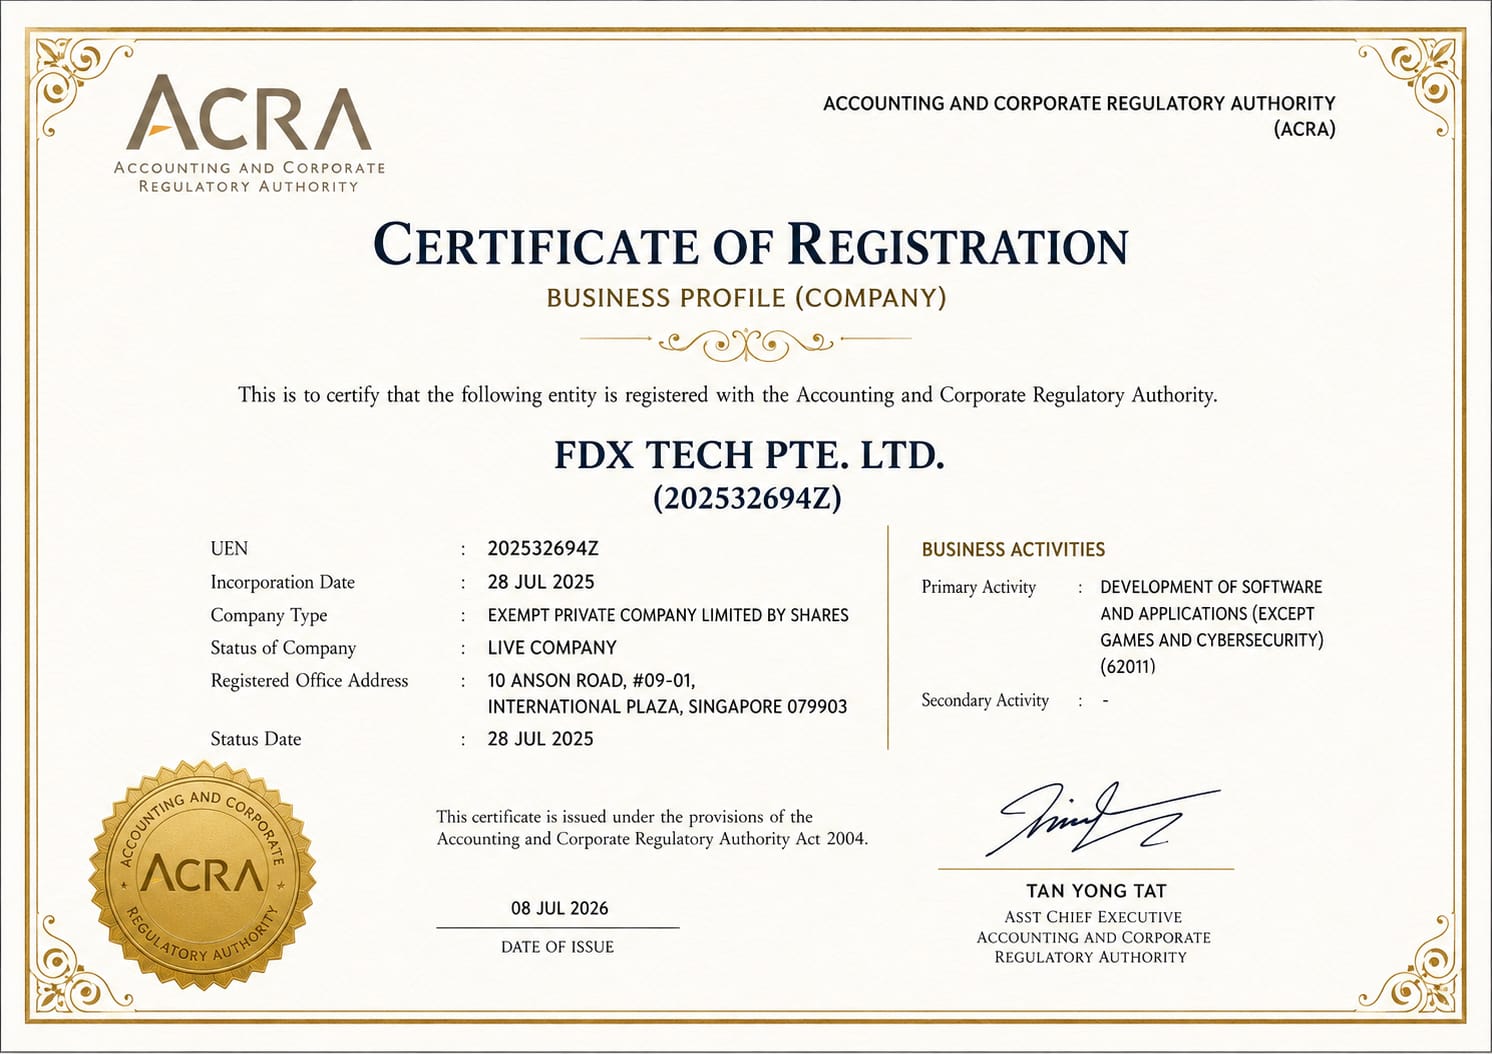 ACRA
ACCOUNTING AND CORPORATE
REGULATORY AUTHORITY
ACCOUNTING AND CORPORATE REGULATORY AUTHORITY
(ACRA)
CERTIFICATE OF REGISTRATION
BUSINESS PROFILE (COMPANY)
This is to certify that the following entity is registered with the Accounting and Corporate Regulatory Authority.
FDX TECH PTE. LTD.
(202532694Z)
UEN : 202532694Z
Incorporation Date : 28 JUL 2025
Company Type : EXEMPT PRIVATE COMPANY LIMITED BY SHARES
Status of Company : LIVE COMPANY
Registered Office Address : 10 ANSON ROAD, #09-01,
INTERNATIONAL PLAZA, SINGAPORE 079903
Status Date : 28 JUL 2025
BUSINESS ACTIVITIES
Primary Activity : DEVELOPMENT OF SOFTWARE
AND APPLICATIONS (EXCEPT
GAMES AND CYBERSECURITY)
(62011)
Secondary Activity : -
ACCOUNTING AND CORPORATE
ACRA
REGULATORY AUTHORITY
This certificate is issued under the provisions of the
Accounting and Corporate Regulatory Authority Act 2004.
08 JUL 2026
DATE OF ISSUE
TAN YONG TAT
ASST CHIEF EXECUTIVE
ACCOUNTING AND CORPORATE
REGULATORY AUTHORITY